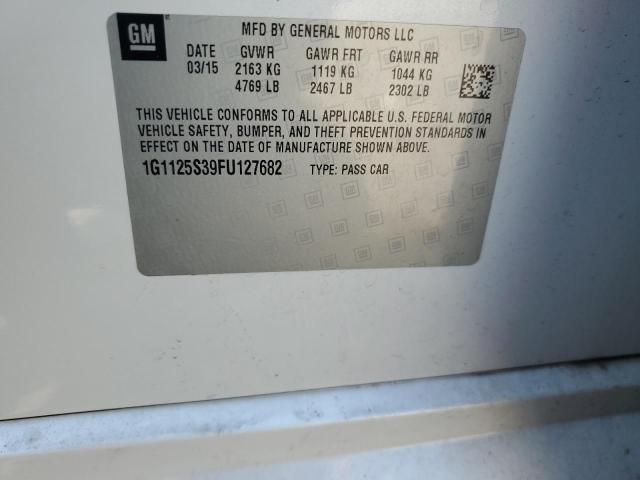 GM
MFD BY GENERAL MOTORS LLC
DATE GVWR GAWR FRT GAWR RR
03/15 2163 KG 1119 KG 1044 KG
4769 LB 2467 LB 2302 LB
THIS VEHICLE CONFORMS TO ALL APPLICABLE U.S. FEDERAL MOTOR
VEHICLE SAFETY, BUMPER, AND THEFT PREVENTION STANDARDS IN
EFFECT ON THE DATE OF MANUFACTURE SHOWN ABOVE.
1G1125S39FU127682 TYPE: PASS CAR